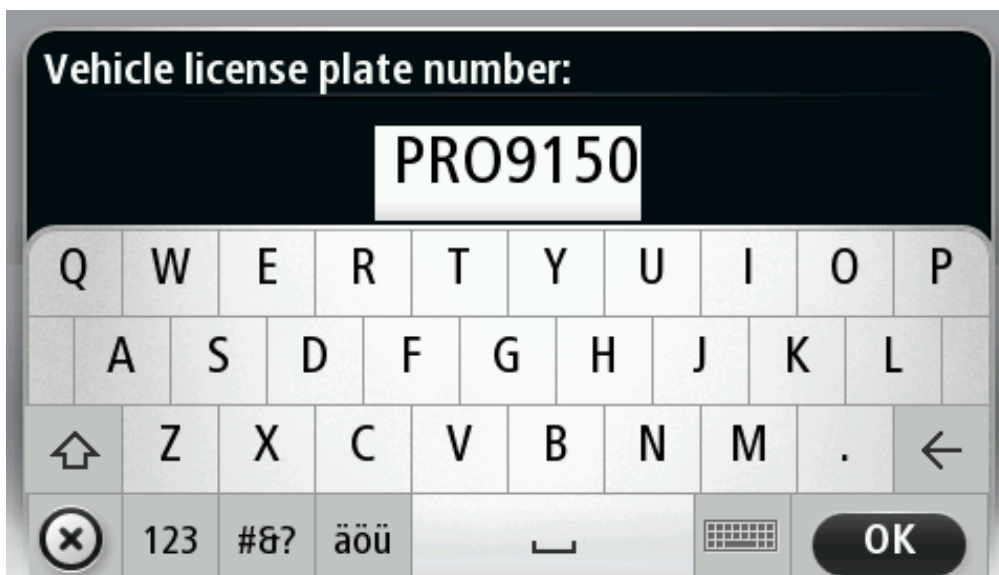 Vehicle license plate number:
PRO9150
Q W E R T Y U I O P
A S D F G H J K L
Z X C V B N M .
123 #&? äöü OK